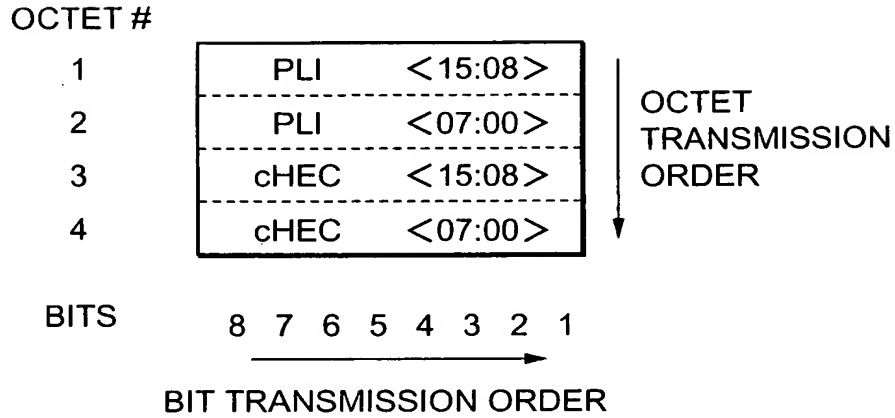 OCTET #
1 PLI <15:08>
2 PLI <07:00>
3 cHEC <15:08>
4 cHEC <07:00>
OCTET
TRANSMISSION
ORDER
BITS 8 7 6 5 4 3 2 1
BIT TRANSMISSION ORDER